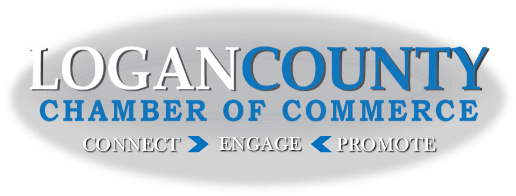 LOGANCOUNTY
CHAMBER OF COMMERCE
CONNECT ENGAGE PROMOTE